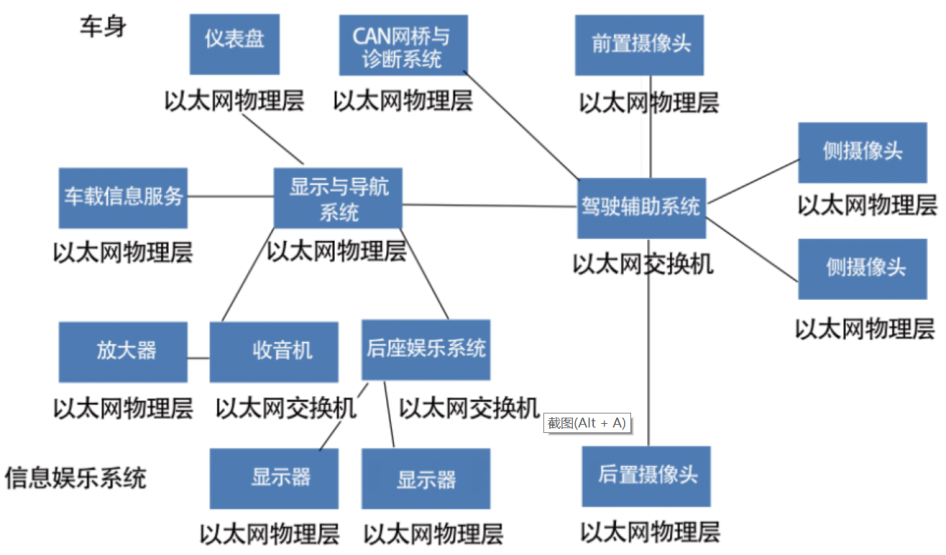 车身
仪表盘
以太网物理层
CAN网桥与
诊断系统
以太网物理层
前置摄像头
以太网物理层
侧摄像头
以太网物理层
车载信息服务
以太网物理层
显示与导航
系统
以太网物理层
驾驶辅助系统
以太网交换机
侧摄像头
以太网物理层
放大器
以太网物理层
收音机
以太网交换机
后座娱乐系统
以太网交换机
截图(Alt + A)
信息娱乐系统
显示器
以太网物理层
显示器
以太网物理层
后置摄像头
以太网物理层